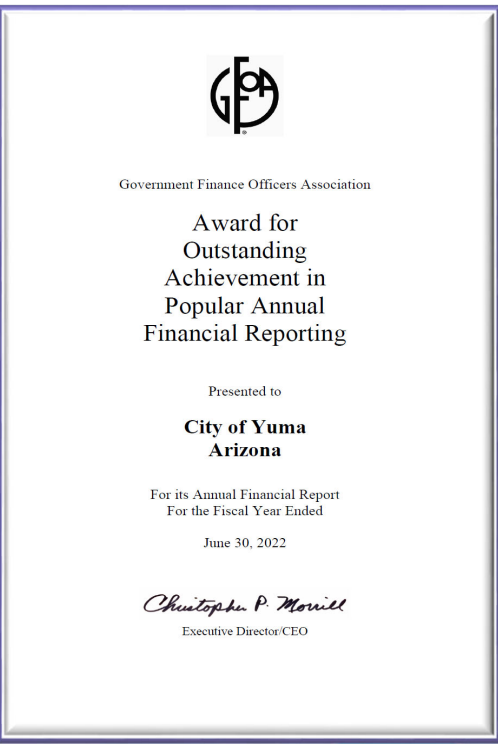 GFOA
Government Finance Officers Association
Award for
Outstanding
Achievement in
Popular Annual
Financial Reporting
Presented to
City of Yuma
Arizona
For its Annual Financial Report
For the Fiscal Year Ended
June 30, 2022
Christopher P. Morrill
Executive Director/CEO